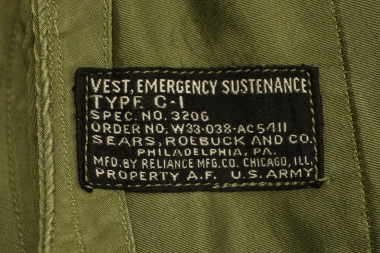 VEST, EMERGENCY SUSTENANCE
TYPE C-1
SPEC. NO. 3206
ORDER NO. W33-038-AC5111
SEARS, ROEBUCK AND CO.
PHILADELPHIA, PA.
MFD. BY RELIANCE MFG. CO. CHICAGO, ILL.
PROPERTY A.F. U.S. ARMY